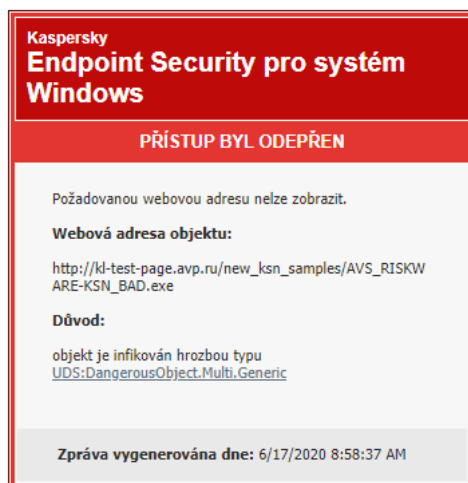 Kaspersky
Endpoint Security pro systém
Windows
PŘÍSTUP BYL ODEPŘEN
Požadovanou webovou adresu nelze zobrazit.
Webová adresa objektu:
http://kl-test-page.avp.ru/new_ksn_samples/AVS_RISKW
ARE-KSN_BAD.exe
Důvod:
objekt je infikován hrozbou typu
UDS:DangerousObject.Multi.Generic
Zpráva vygenerována dne: 6/17/2020 8:58:37 AM